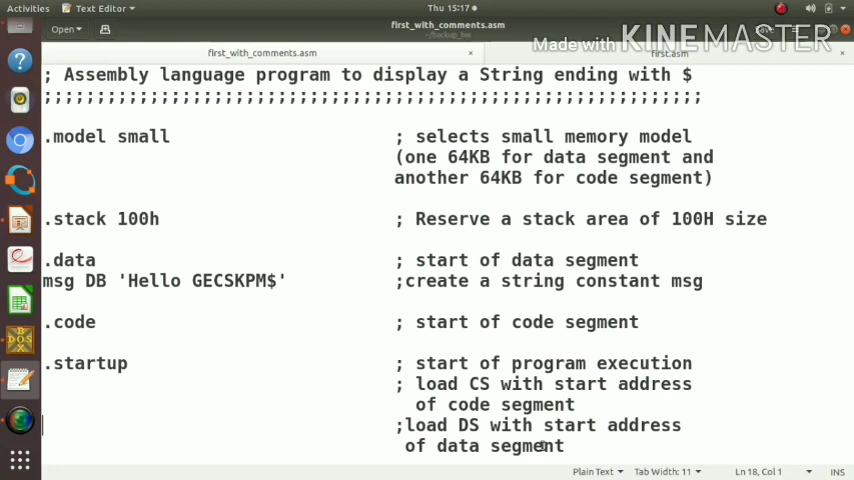 Activities Text Editor Thu 15:17
Open first_with_comments.asm Save
~/backup_bw
Made with KINEMASTER
first_with_comments.asm × first.asm ×
; Assembly language program to display a String ending with $
;;;;;;;;;;;;;;;;;;;;;;;;;;;;;;;;;;;;;;;;;;;;;;;;;;;;;;;;;;;;;;
.model small ; selects small memory model
(one 64KB for data segment and
another 64KB for code segment)
.stack 100h ; Reserve a stack area of 100H size
.data ; start of data segment
msg DB 'Hello GECSKPM$' ;create a string constant msg
.code ; start of code segment
.startup ; start of program execution
; load CS with start address
of code segment
;load DS with start address
of data segment
Plain Text Tab Width: 11 Ln 18, Col 1 INS